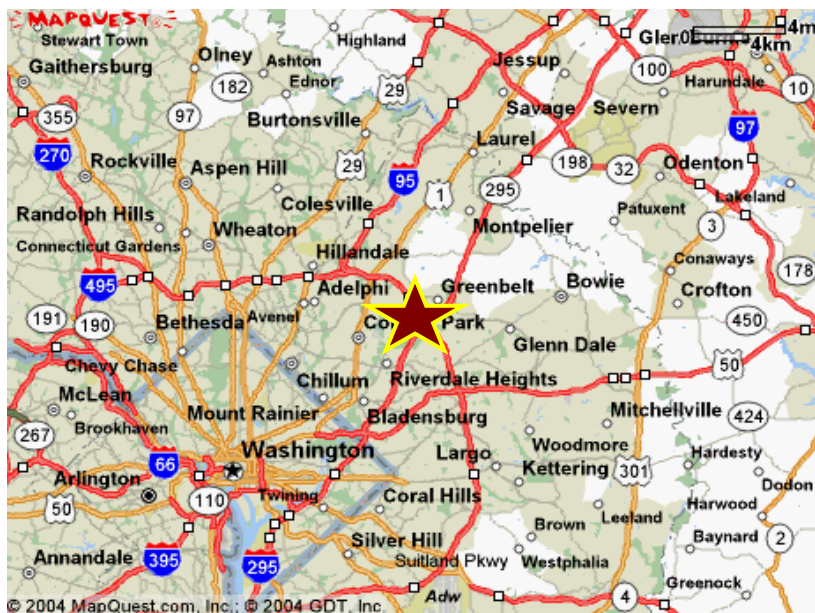 MAPQUEST
Stewart Town
Olney
Highland
4m
0
4km
Gaithersburg
Ashton
182
Ednor
29
Jessup
100
Harundale
10
355
97
Burtonsville
Savage
Severn
97
270
Rockville
Aspen Hill
29
95
Laurel
198
32
Odenton
Colesville
1
295
Lakeland
Randolph Hills
Wheaton
Montpelier
Patuxent
3
Connecticut Gardens
Hillandale
Conaways
178
495
Adelphi
Greenbelt
Bowie
Crofton
191
190
Bethesda
Avenel
Park
450
Glenn Dale
Chevy Chase
50
McLean
Chillum
Riverdale Heights
Brookhaven
Mount Rainier
Bladensburg
Mitchellville
424
267
66
Washington
Woodmore
Largo
301
Hardesty
Arlington
Kettering
Dodon
50
110
Twining
Coral Hills
Leeland
Harwood
Brown
Baynard
2
Annandale
395
295
Silver Hill
Suitland Pkwy
Westphalia
Adw
4
Greenock
© 2004 MapQuest.com, Inc.; © 2004 GDT, Inc.